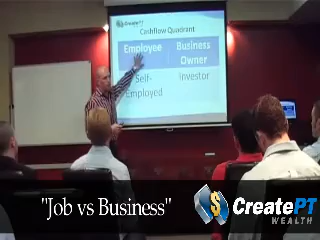 CreatePT
Cashflow Quadrant
Employee
Business
Owner
Self-
Employed
Investor
"Job vs Business"
$
CreatePT
WEALTH